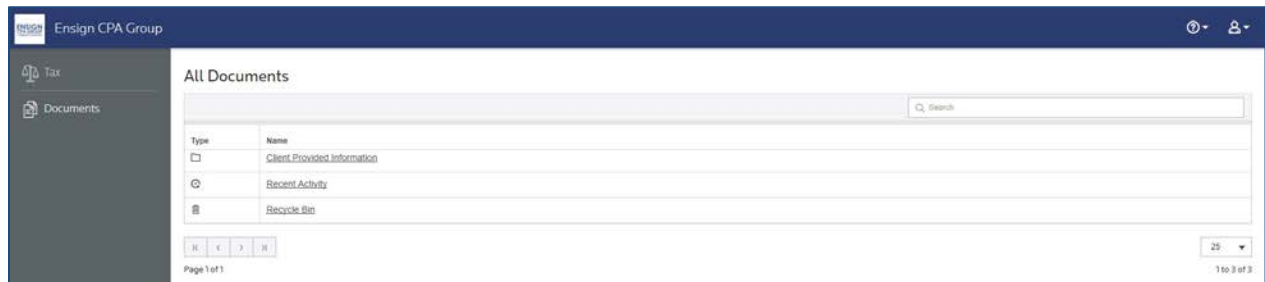 ENSIGN
Ensign CPA Group
Tax
Documents
All Documents
Search
Type Name
Client Provided Information
Recent Activity
Recycle Bin
25
Page 1 of 1
1 to 3 of 3